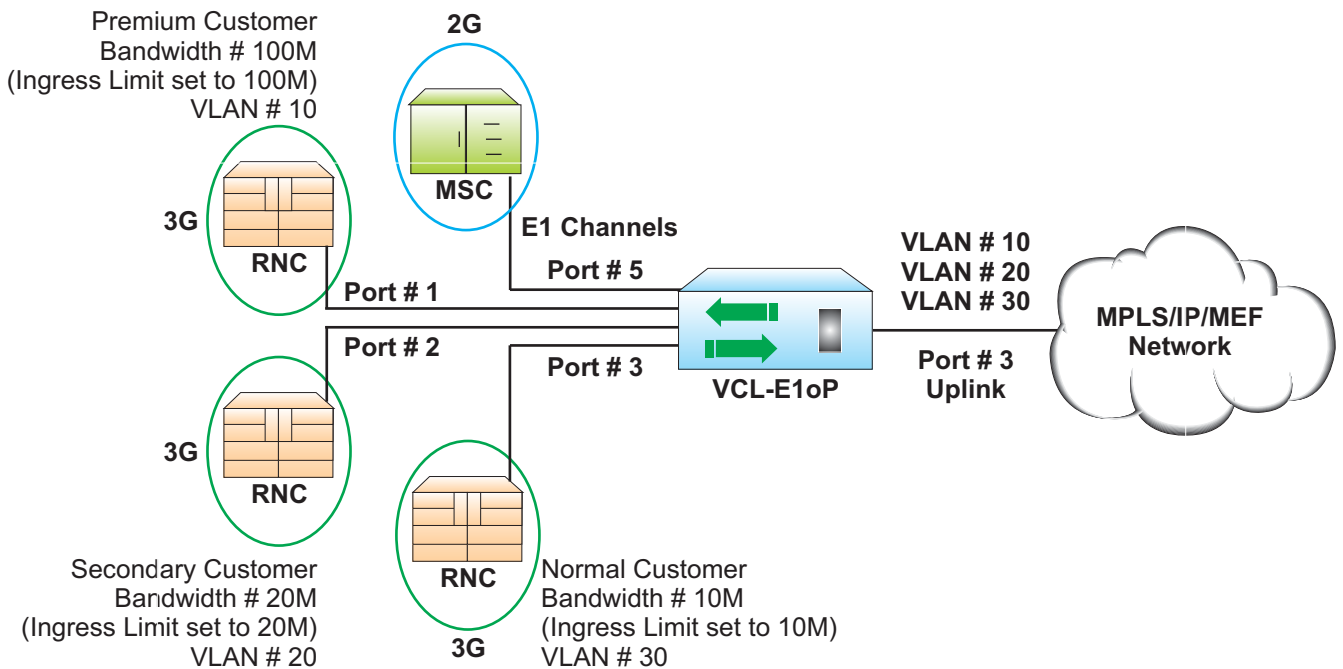 Premium Customer
Bandwidth # 100M
(Ingress Limit set to 100M)
VLAN # 10
2G
MSC
3G
RNC
E1 Channels
Port # 5
Port # 1
Port # 2
Port # 3
VCL-E1oP
VLAN # 10
VLAN # 20
VLAN # 30
Port # 3
Uplink
MPLS/IP/MEF
Network
3G
RNC
Secondary Customer
Bandwidth # 20M
(Ingress Limit set to 20M)
VLAN # 20
RNC
3G
Normal Customer
Bandwidth # 10M
(Ingress Limit set to 10M)
VLAN # 30